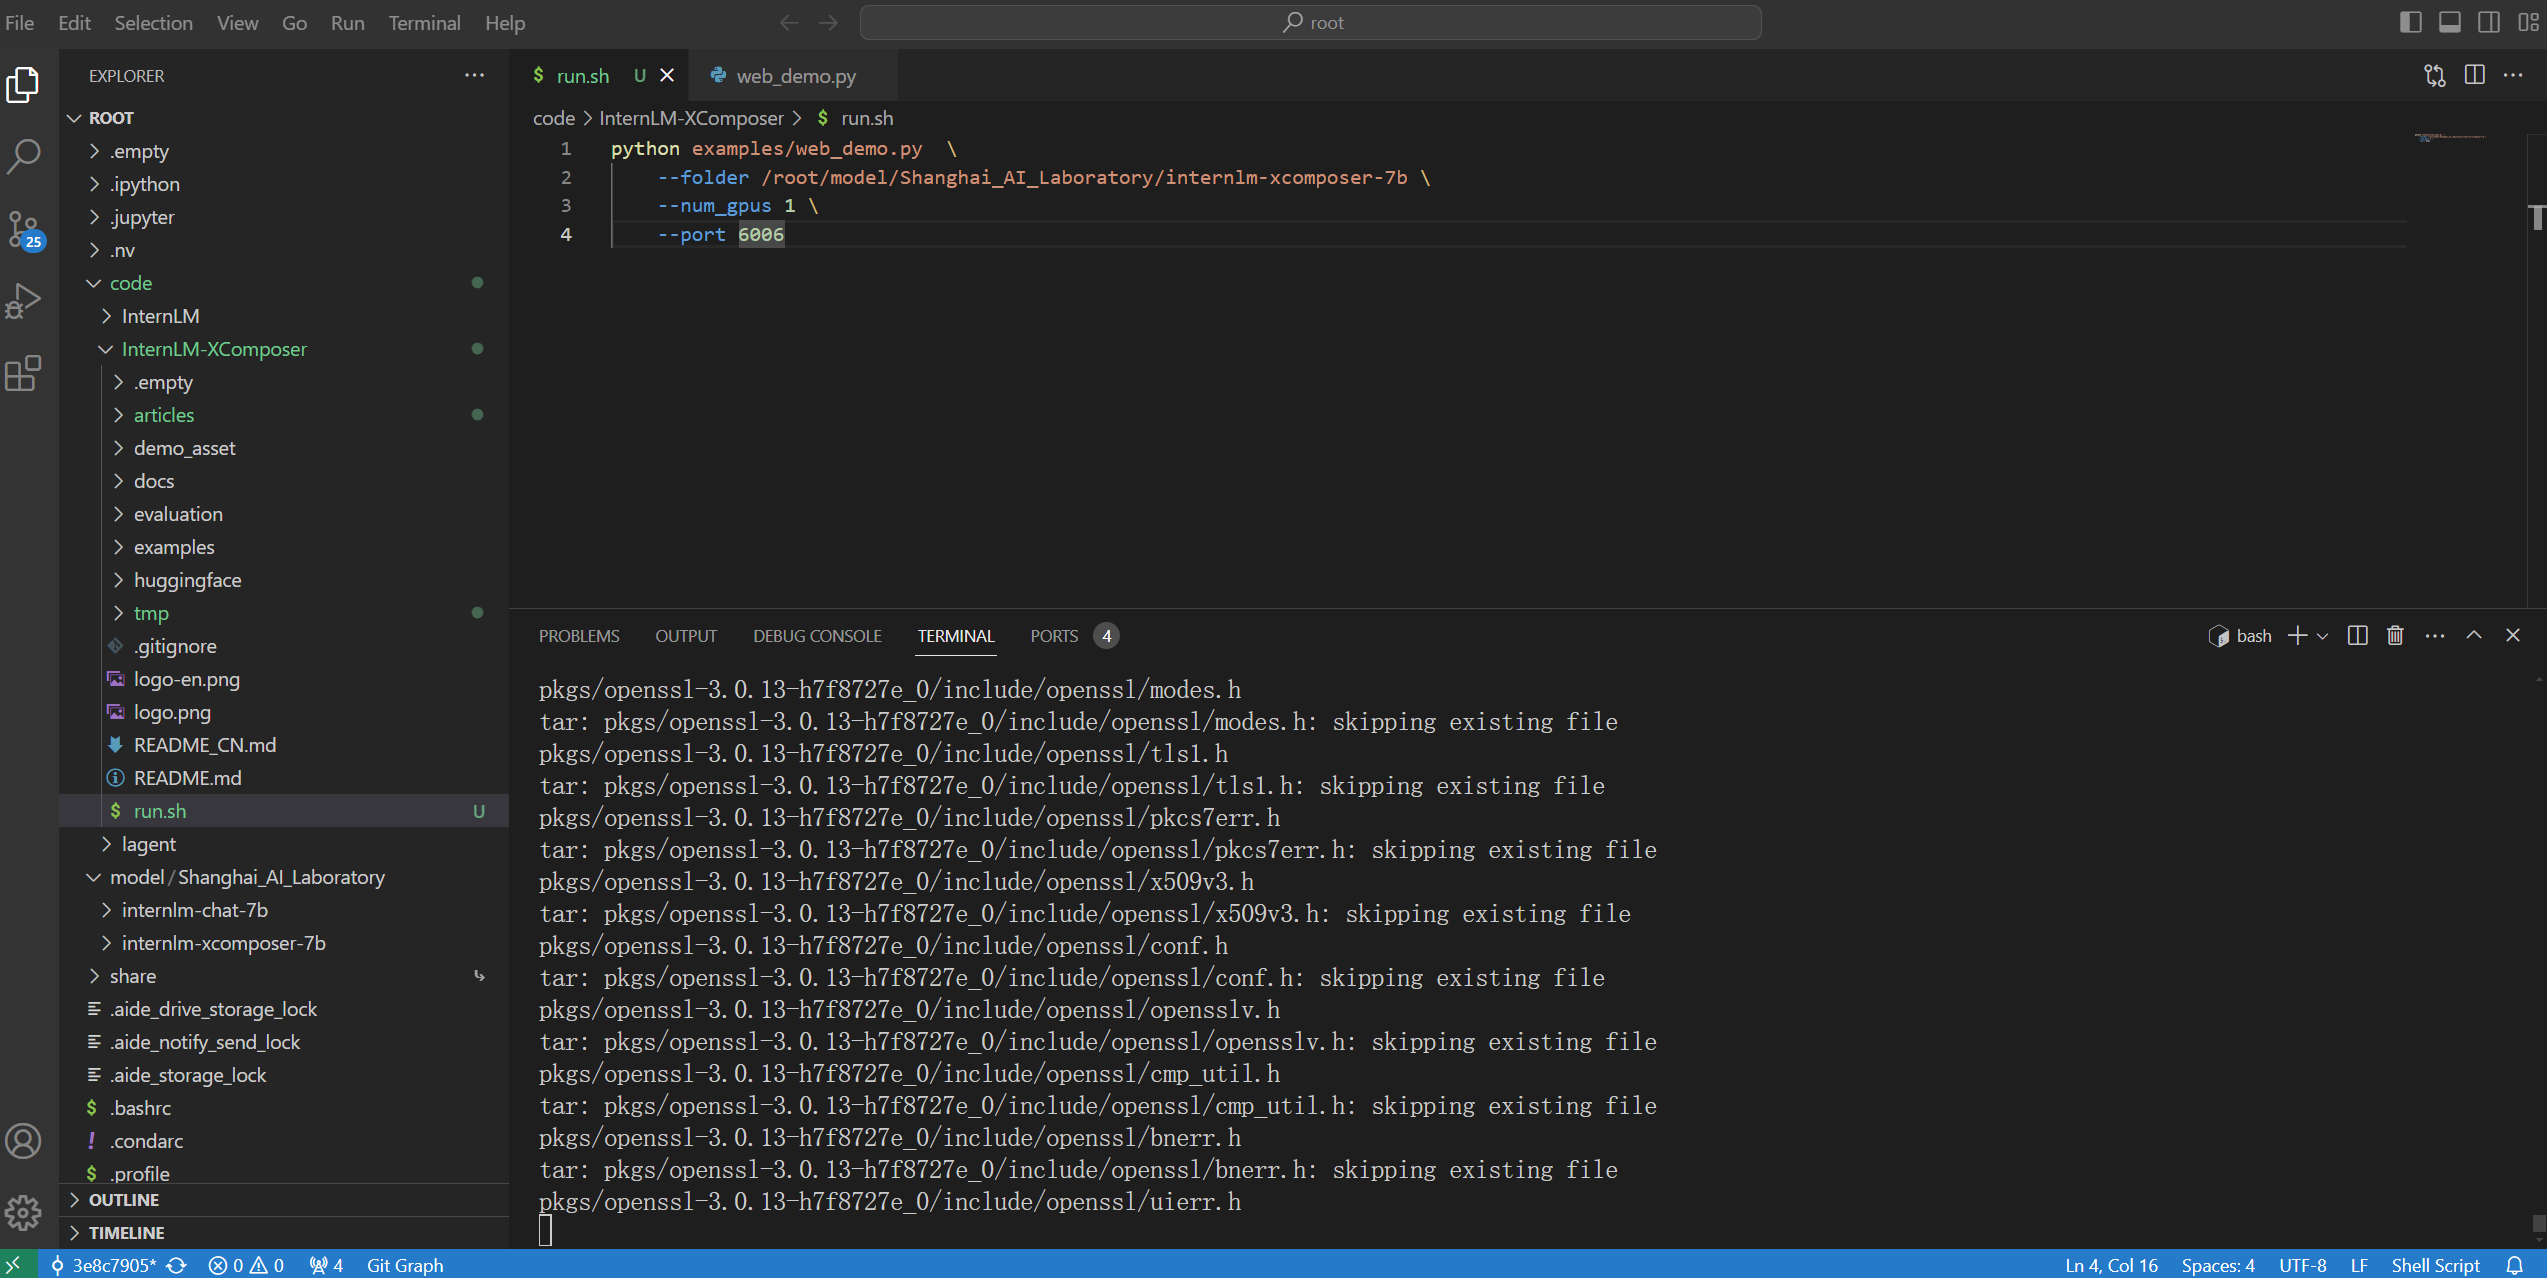 File Edit Selection View Go Run Terminal Help
root
EXPLORER
ROOT
.empty
.ipython
.jupyter
.nv
code
InternLM
InternLM-XComposer
.empty
articles
demo_asset
docs
evaluation
examples
huggingface
tmp
.gitignore
logo-en.png
logo.png
README_CN.md
README.md
run.sh U
lagent
model/Shanghai_AI_Laboratory
internlm-chat-7b
internlm-xcomposer-7b
share
.aide_drive_storage_lock
.aide_notify_send_lock
.aide_storage_lock
.bashrc
.condarc
.profile
OUTLINE
TIMELINE
25
$ run.sh U web_demo.py
code > InternLM-XComposer > $ run.sh
1 python examples/web_demo.py \
2 --folder /root/model/Shanghai_AI_Laboratory/internlm-xcomposer-7b \
3 --num_gpus 1 \
4 --port 6006
PROBLEMS OUTPUT DEBUG CONSOLE TERMINAL PORTS 4
bash
pkgs/openssl-3.0.13-h7f8727e_0/include/openssl/modes.h
tar: pkgs/openssl-3.0.13-h7f8727e_0/include/openssl/modes.h: skipping existing file
pkgs/openssl-3.0.13-h7f8727e_0/include/openssl/tls1.h
tar: pkgs/openssl-3.0.13-h7f8727e_0/include/openssl/tls1.h: skipping existing file
pkgs/openssl-3.0.13-h7f8727e_0/include/openssl/pkcs7err.h
tar: pkgs/openssl-3.0.13-h7f8727e_0/include/openssl/pkcs7err.h: skipping existing file
pkgs/openssl-3.0.13-h7f8727e_0/include/openssl/x509v3.h
tar: pkgs/openssl-3.0.13-h7f8727e_0/include/openssl/x509v3.h: skipping existing file
pkgs/openssl-3.0.13-h7f8727e_0/include/openssl/conf.h
tar: pkgs/openssl-3.0.13-h7f8727e_0/include/openssl/conf.h: skipping existing file
pkgs/openssl-3.0.13-h7f8727e_0/include/openssl/opensslv.h
tar: pkgs/openssl-3.0.13-h7f8727e_0/include/openssl/opensslv.h: skipping existing file
pkgs/openssl-3.0.13-h7f8727e_0/include/openssl/cmp_util.h
tar: pkgs/openssl-3.0.13-h7f8727e_0/include/openssl/cmp_util.h: skipping existing file
pkgs/openssl-3.0.13-h7f8727e_0/include/openssl/bnerr.h
tar: pkgs/openssl-3.0.13-h7f8727e_0/include/openssl/bnerr.h: skipping existing file
pkgs/openssl-3.0.13-h7f8727e_0/include/openssl/uierr.h
3e8c7905* 0 0 4 Git Graph
Ln 4, Col 16 Spaces: 4 UTF-8 LF Shell Script